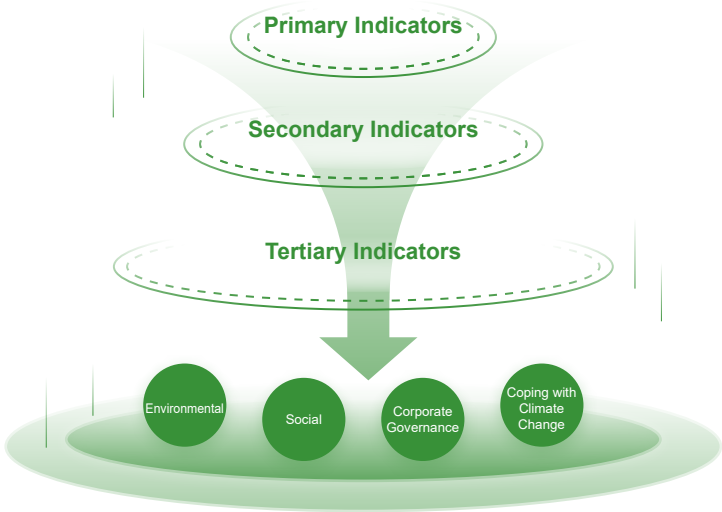 Primary Indicators
Secondary Indicators
Tertiary Indicators
Environmental
Social
Corporate
Governance
Coping with
Climate
Change